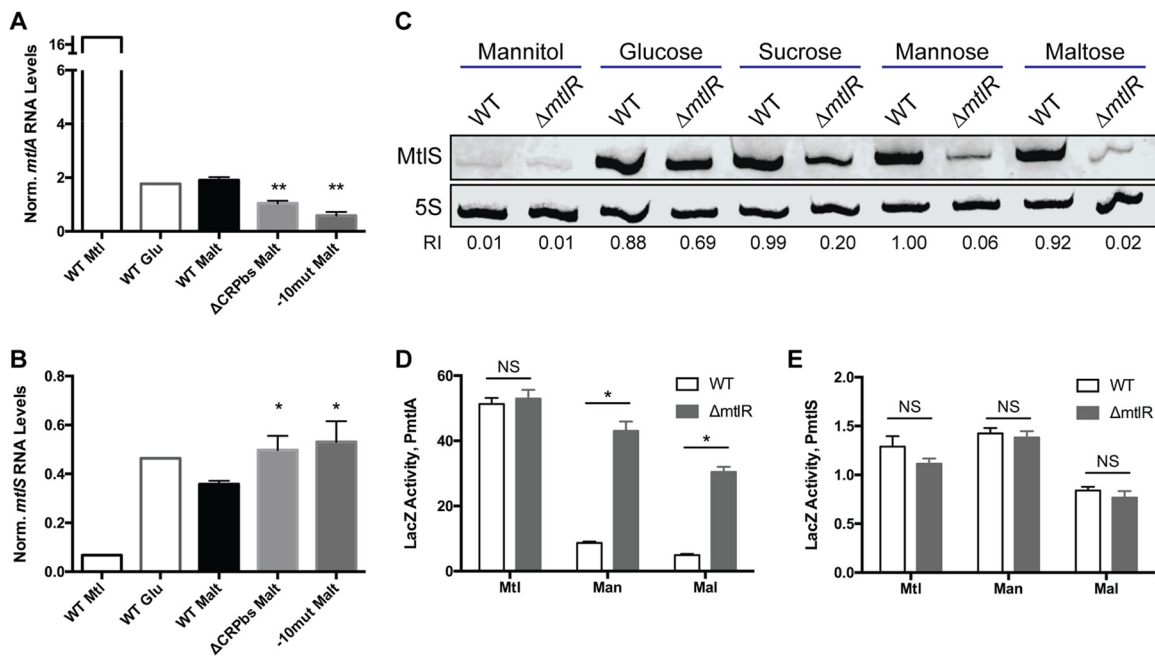 A
Norm. mtlA RNA Levels
16
6
4
2
0
** **
WT Mtl
WT Glu
WT Malt
ΔCRPbs Malt
-10mut Malt
B
Norm. mtlS RNA Levels
0.8
0.6
0.4
0.2
0.0
* *
WT Mtl
WT Glu
WT Malt
ΔCRPbs Malt
-10mut Malt
C
Mannitol Glucose Sucrose Mannose Maltose
WT ΔmtlR WT ΔmtlR WT ΔmtlR WT ΔmtlR WT ΔmtlR
MtlS
5S
RI 0.01 0.01 0.88 0.69 0.99 0.20 1.00 0.06 0.92 0.02
D
LacZ Activity, PmtlA
60
40
20
0
NS * *
WT
ΔmtlR
Mtl Man Mal
E
LacZ Activity, PmtlS
2.0
1.5
1.0
0.5
0.0
NS NS NS
WT
ΔmtlR
Mtl Man Mal